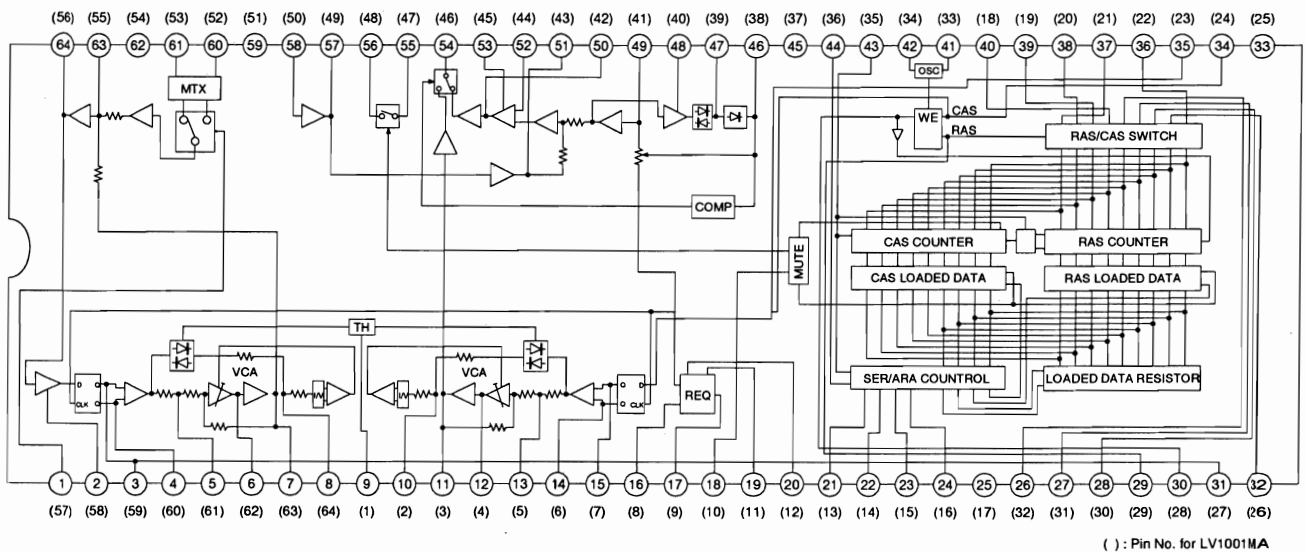 (56) (55) (54) (53) (52) (51) (50) (49) (48) (47) (46) (45) (44) (43) (42) (41) (40) (39) (38) (37) (36) (35) (34) (33) (18) (19) (20) (21) (22) (23) (24) (25)
64 63 62 61 60 59 58 57 56 55 54 53 52 51 50 49 48 47 46 45 44 43 42 41 40 39 38 37 36 35 34 33
OSC
MTX
CAS
WE
RAS
RAS/CAS SWITCH
COMP
MUTE
CAS COUNTER
RAS COUNTER
CAS LOADED DATA
RAS LOADED DATA
TH
VCA
VCA
SER/ARA COUNTROL
LOADED DATA RESISTOR
REQ
D D
CLK
D D
CLK
1 2 3 4 5 6 7 8 9 10 11 12 13 14 15 16 17 18 19 20 21 22 23 24 25 26 27 28 29 30 31 32
(57) (58) (59) (60) (61) (62) (63) (64) (1) (2) (3) (4) (5) (6) (7) (8) (9) (10) (11) (12) (13) (14) (15) (16) (17) (32) (31) (30) (29) (28) (27) (26)
( ) : Pin No. for LV1001MA